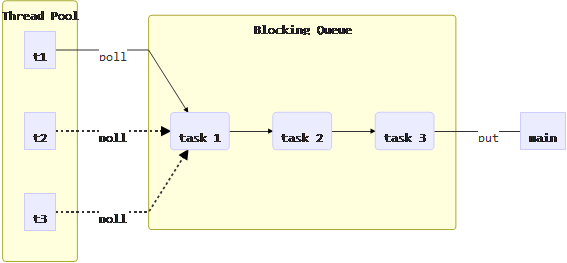 Thread Pool
Blocking Queue
t1
poll
t2
poll
task 1
task 2
task 3
put
main
t3
poll